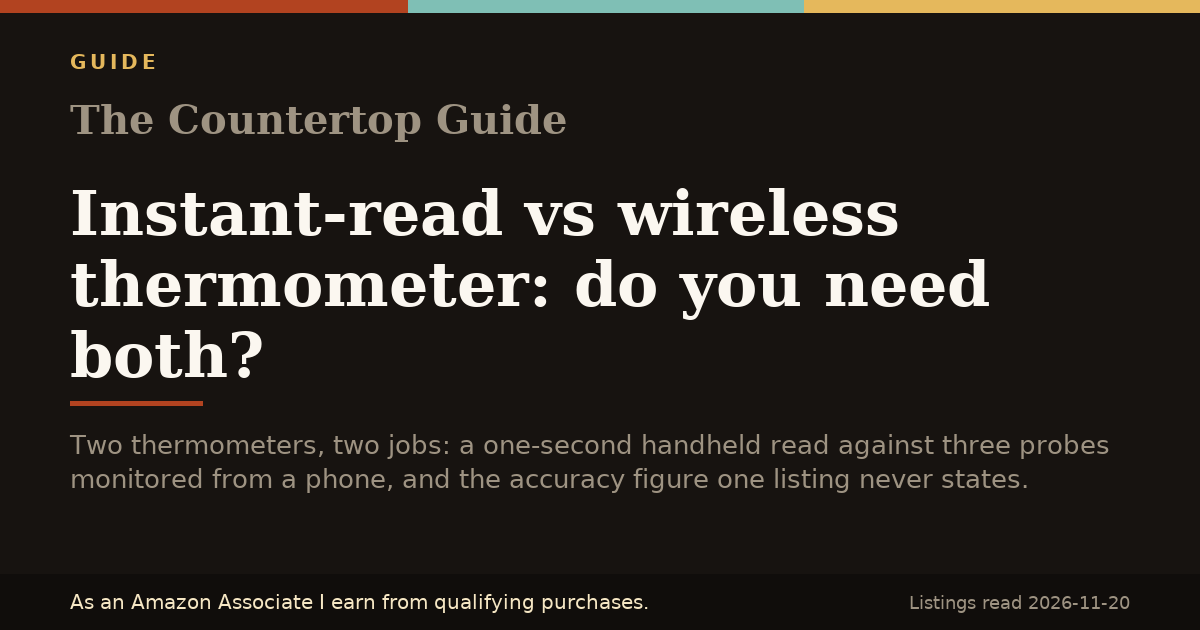 GUIDE
The Countertop Guide
Instant-read vs wireless
thermometer: do you need
both?
Two thermometers, two jobs: a one-second handheld read against three probes
monitored from a phone, and the accuracy figure one listing never states.
As an Amazon Associate I earn from qualifying purchases.
Listings read 2026-11-20